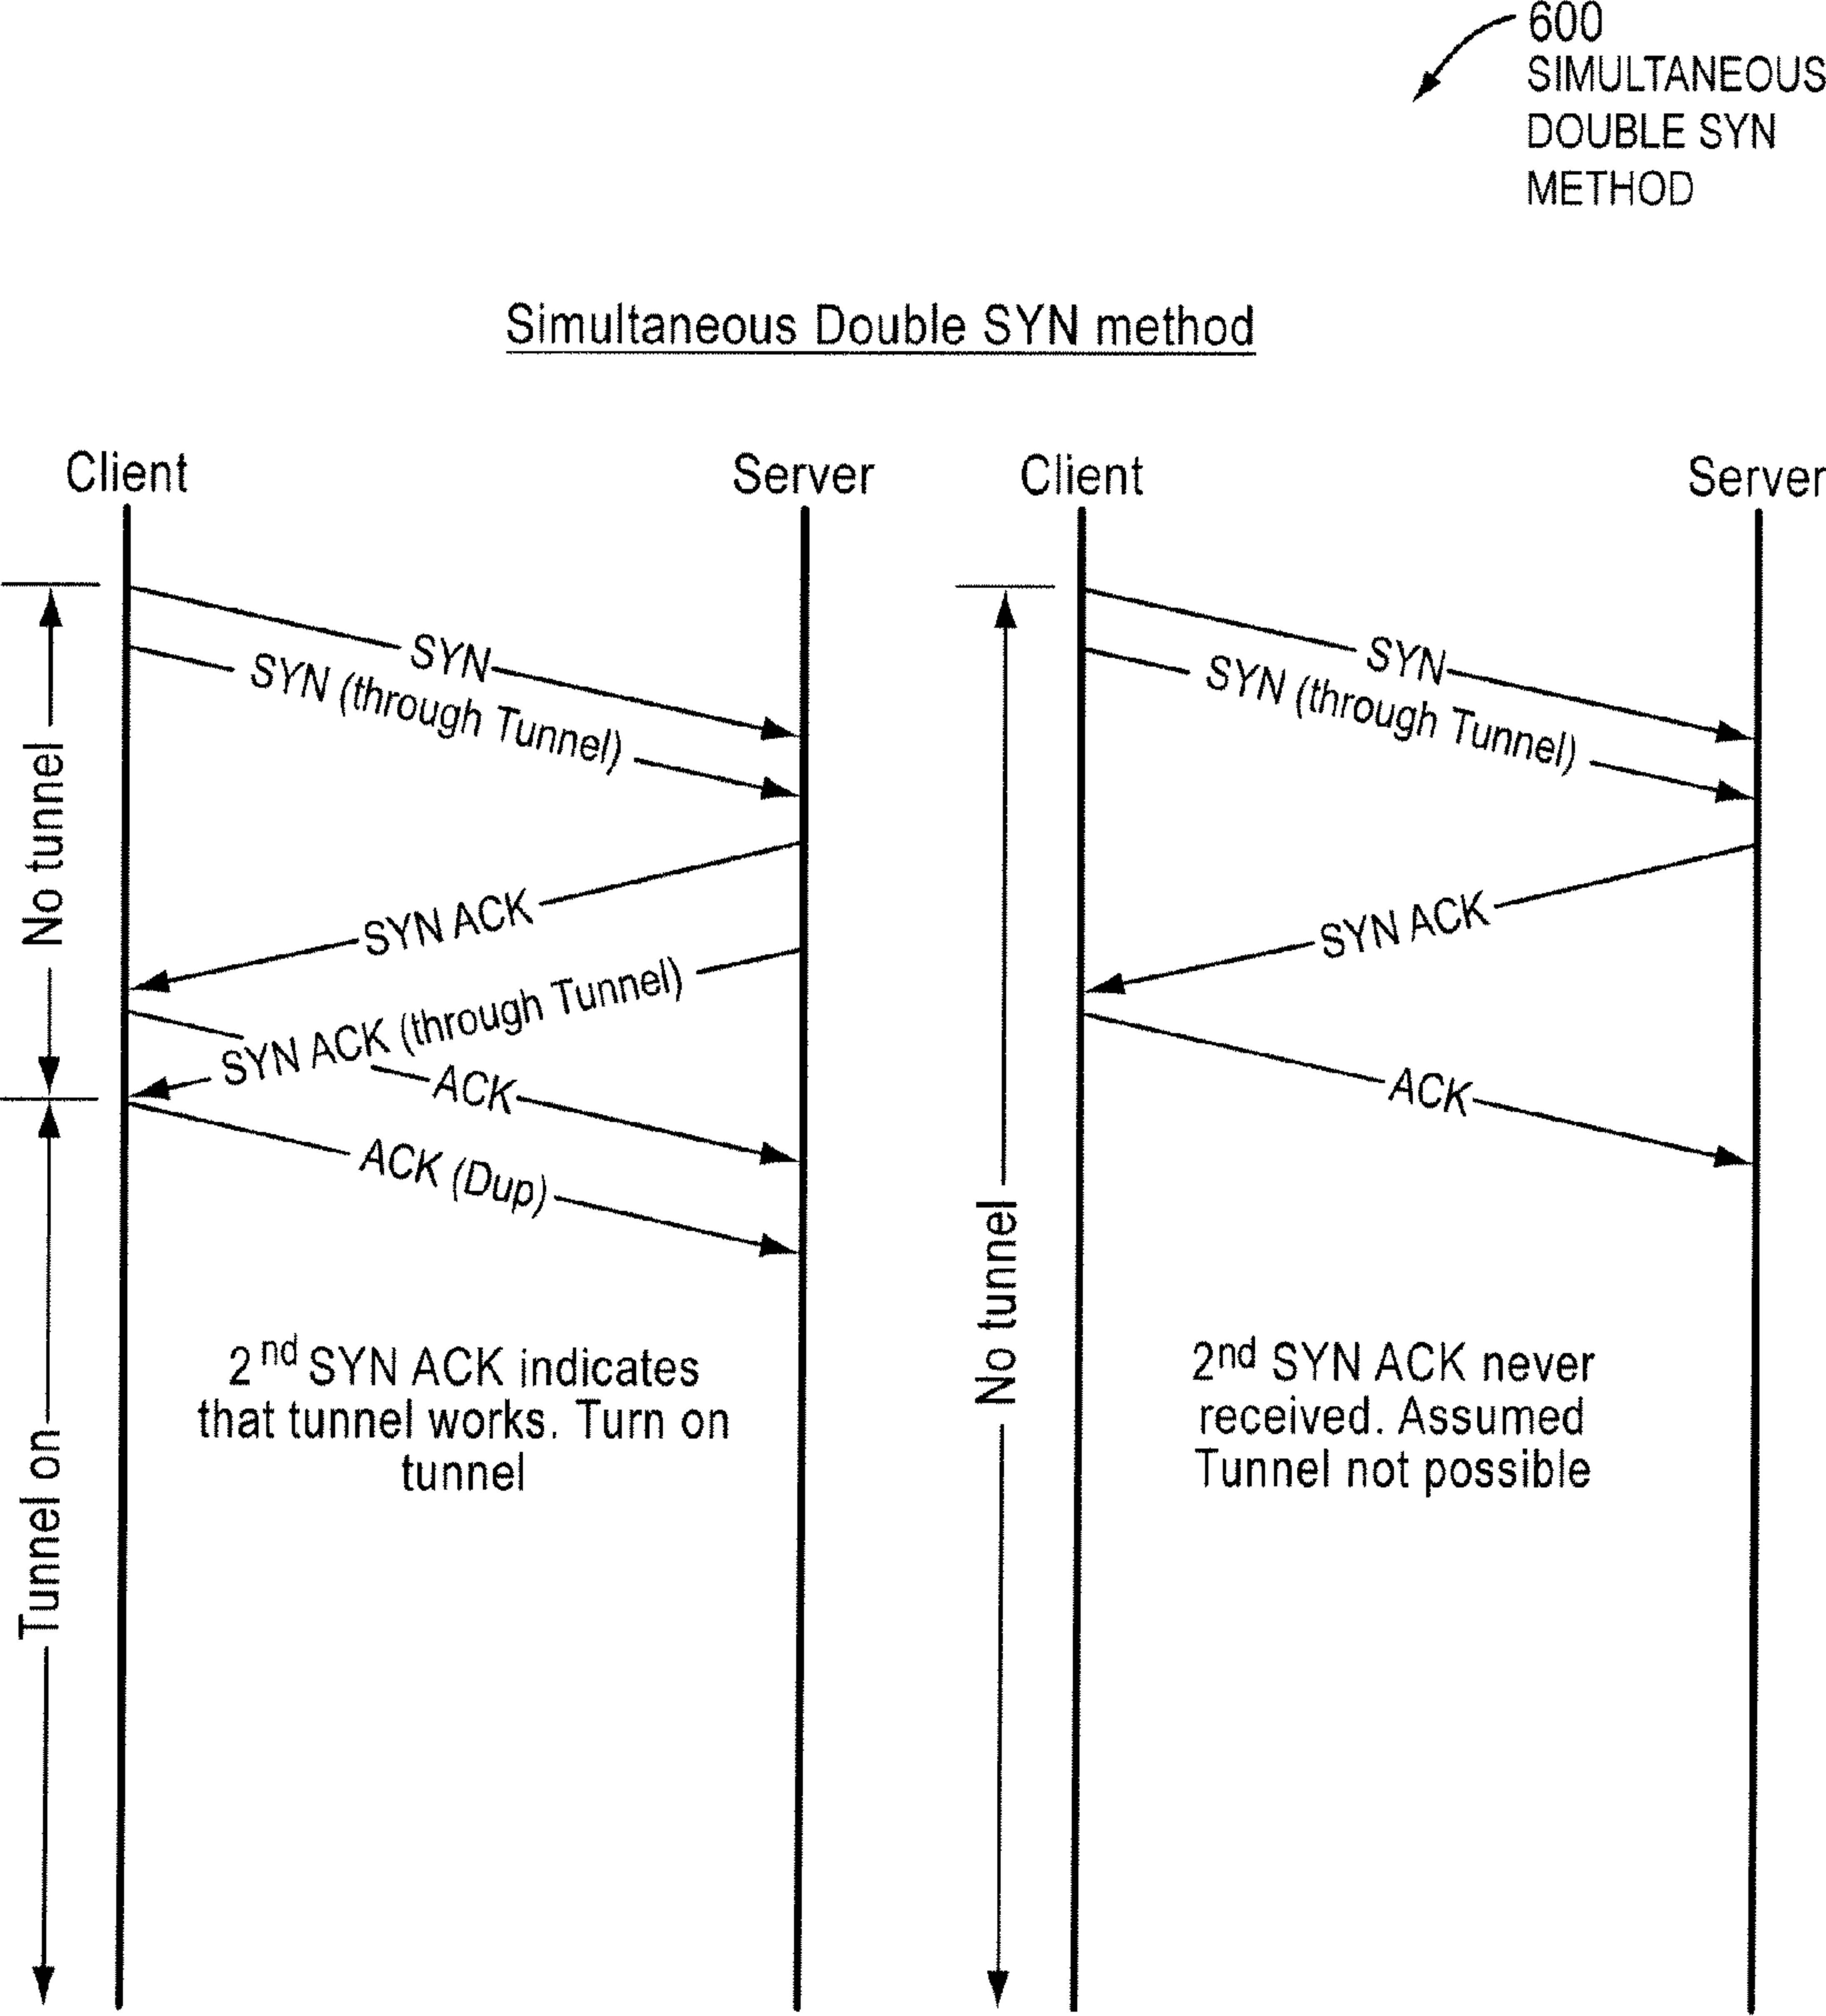 600
SIMULTANEOUS
DOUBLE SYN
METHOD
Simultaneous Double SYN method
Client
Server
SYN
SYN (through Tunnel)
SYN ACK
SYN ACK (through Tunnel)
ACK
ACK (Dup)
No tunnel
Tunnel on
2nd SYN ACK indicates
that tunnel works. Turn on
tunnel
Client
Server
SYN
SYN (through Tunnel)
SYN ACK
ACK
No tunnel
2nd SYN ACK never
received. Assumed
Tunnel not possible